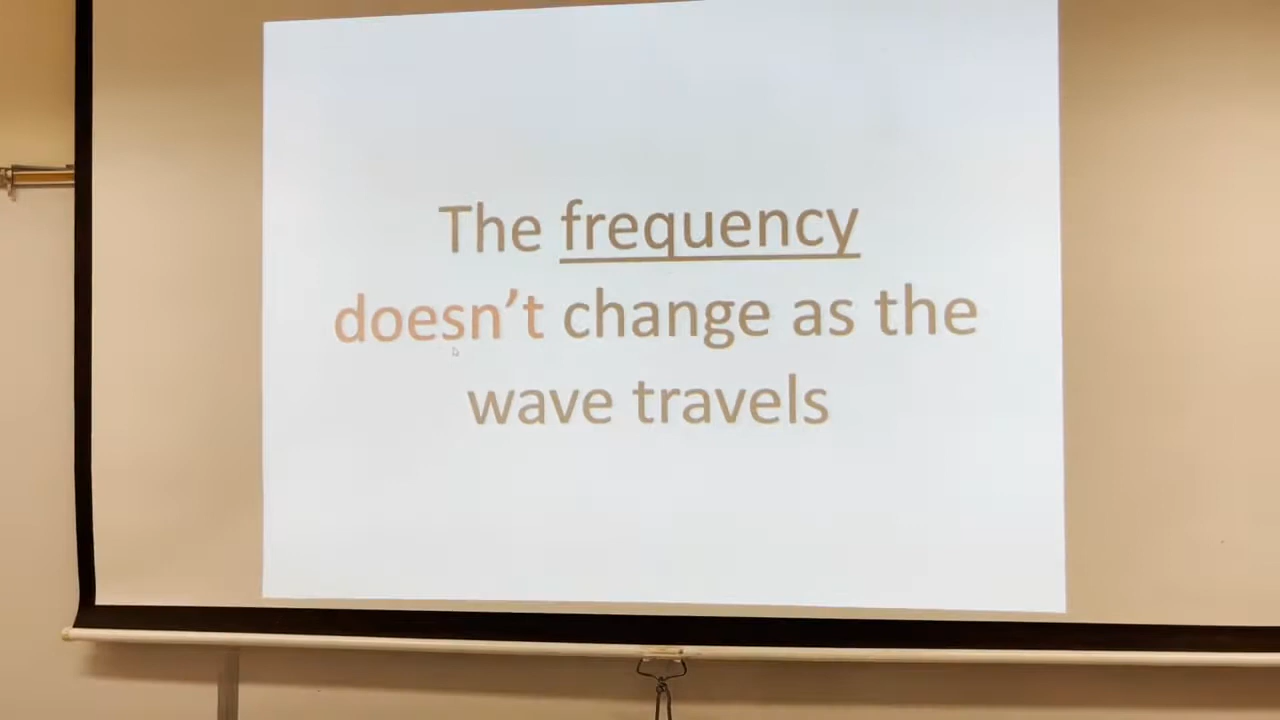 The frequency
doesn’t change as the
wave travels